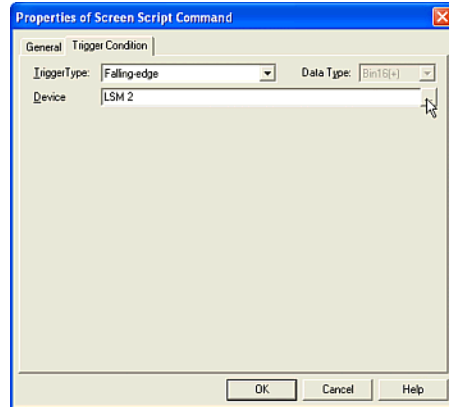 Properties of Screen Script Command
General Trigger Condition
TriggerType: Falling-edge Data Type: Bin16(+)
Device LSM 2
OK Cancel Help